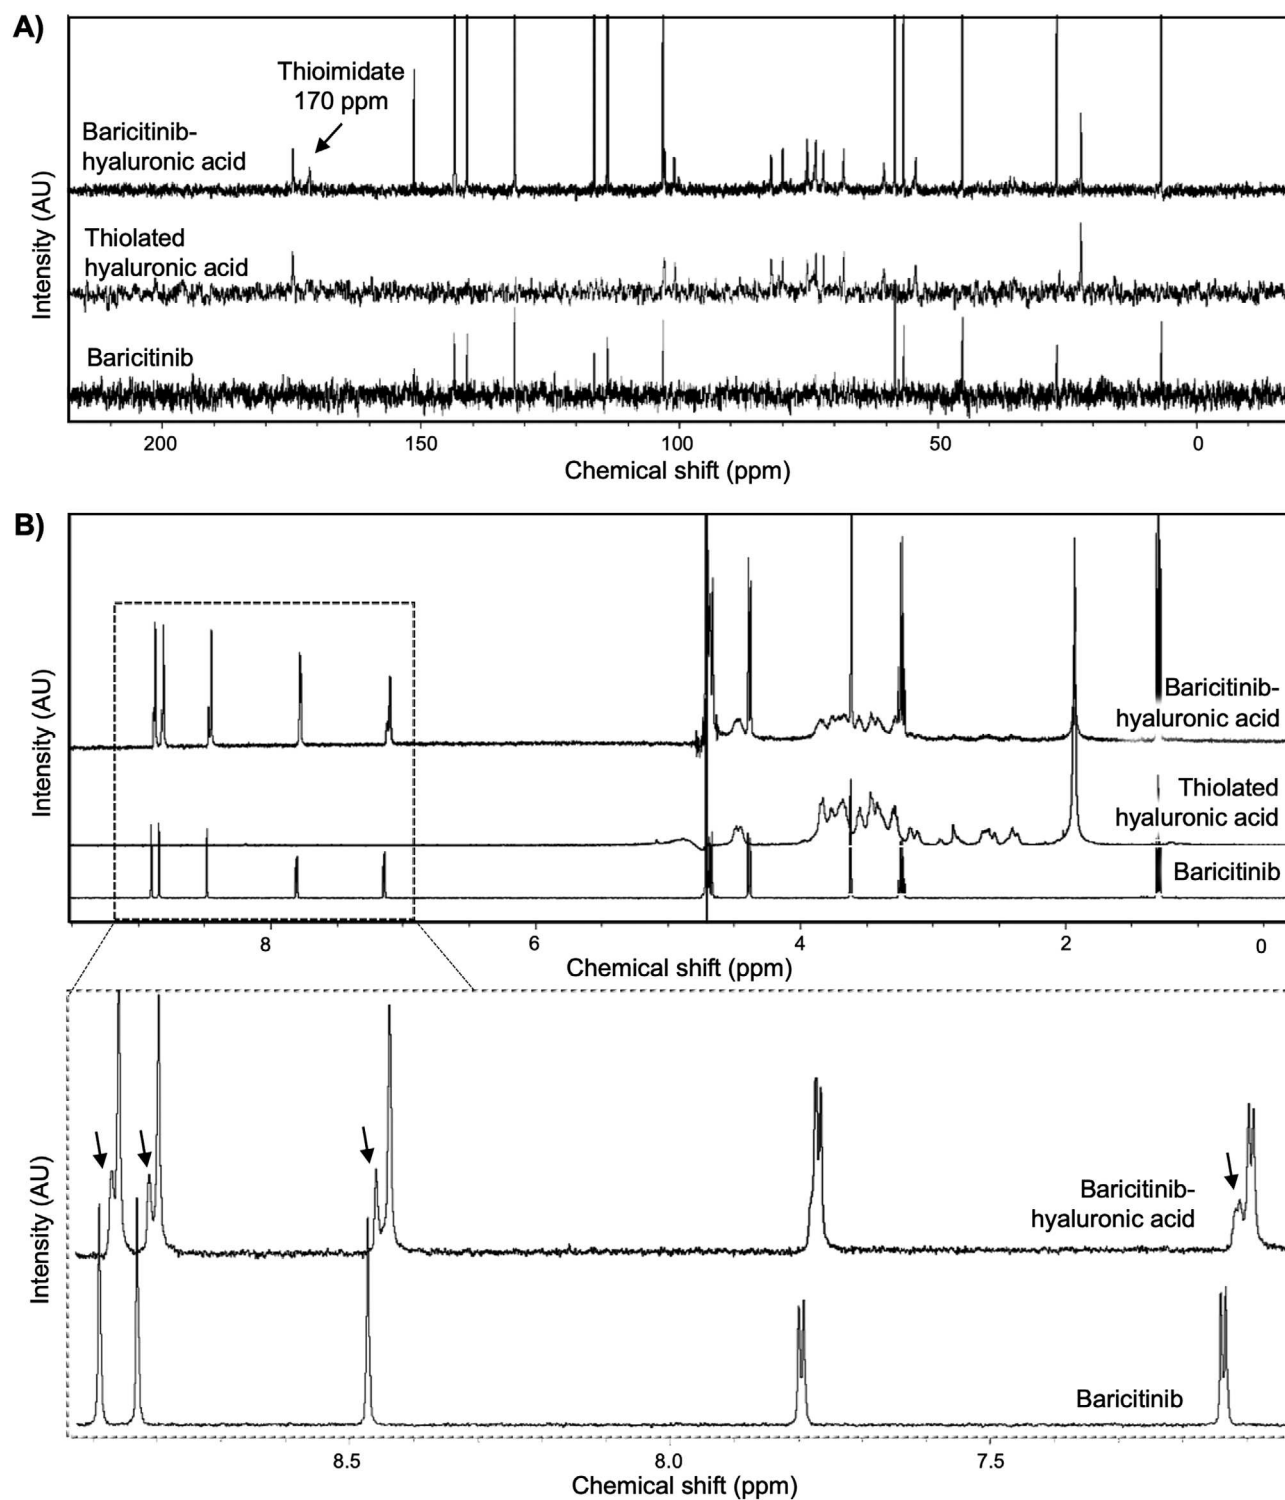 A)
Thioimidate
170 ppm
Baricitinib-
hyaluronic acid
Thiolated
hyaluronic acid
Baricitinib
Intensity (AU)
200 150 100 50 0
Chemical shift (ppm)
B)
Intensity (AU)
Baricitinib-
hyaluronic acid
Thiolated
hyaluronic acid
Baricitinib
8 6 4 2 0
Chemical shift (ppm)
Intensity (AU)
Baricitinib-
hyaluronic acid
Baricitinib
8.5 8.0 7.5
Chemical shift (ppm)